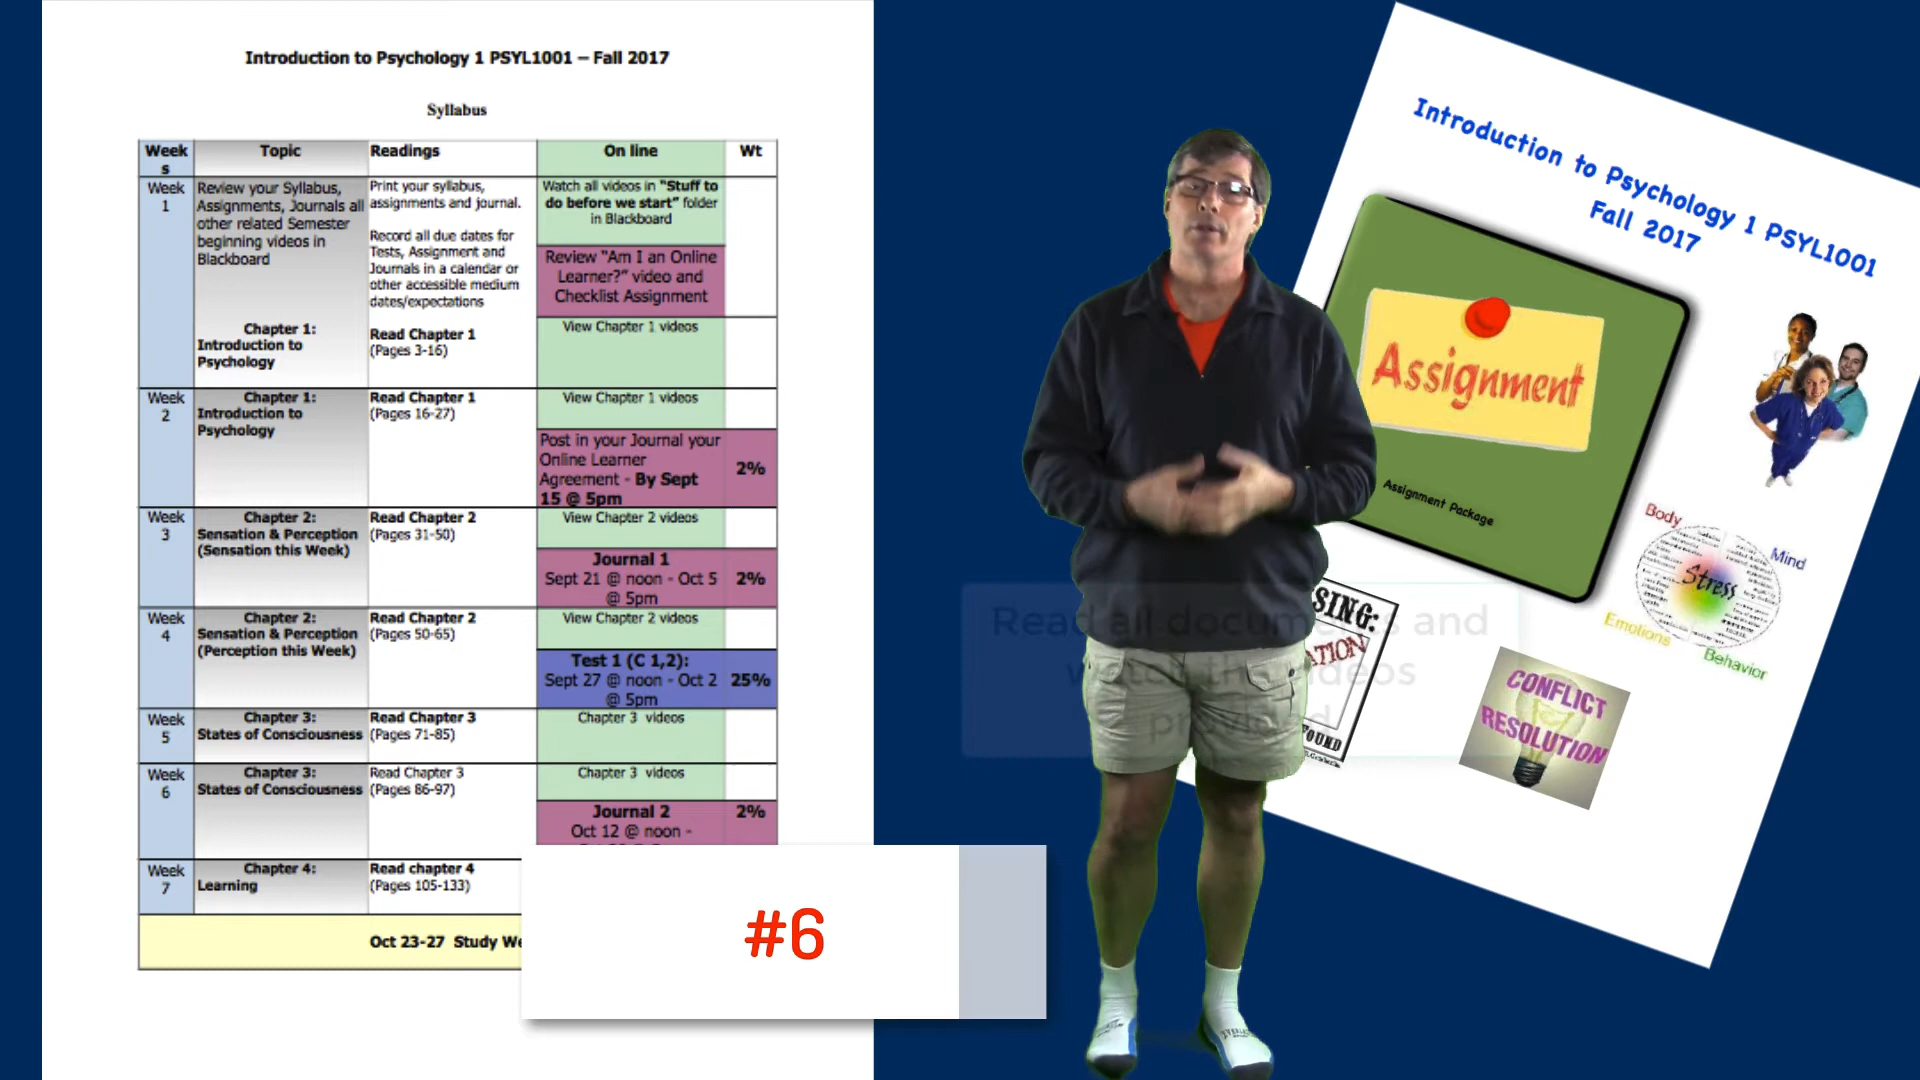 Introduction to Psychology 1 PSYL1001 – Fall 2017
Syllabus
Week
s
Topic
Readings
On line
Wt
Week
1
Review your Syllabus,
Assignments, Journals all
other related Semester
beginning videos in
Blackboard
Chapter 1:
Introduction to
Psychology
Print your syllabus,
assignments and journal.
Record all due dates for
Tests, Assignment and
Journals in a calendar or
other accessible medium
dates/expectations
Read Chapter 1
(Pages 3-16)
Watch all videos in "Stuff to
do before we start" folder
in Blackboard
Review "Am I an Online
Learner?" video and
Checklist Assignment
View Chapter 1 videos
Week
2
Chapter 1:
Introduction to
Psychology
Read Chapter 1
(Pages 16-27)
View Chapter 1 videos
Post in your Journal your
Online Learner
Agreement - By Sept
15 @ 5pm
2%
Week
3
Chapter 2:
Sensation & Perception
(Sensation this Week)
Read Chapter 2
(Pages 31-50)
View Chapter 2 videos
Journal 1
Sept 21 @ noon - Oct 5
@ 5pm
2%
Week
4
Chapter 2:
Sensation & Perception
(Perception this Week)
Read Chapter 2
(Pages 50-65)
View Chapter 2 videos
Test 1 (C 1,2):
Sept 27 @ noon - Oct 2
@ 5pm
25%
Week
5
Chapter 3:
States of Consciousness
Read Chapter 3
(Pages 71-85)
Chapter 3 videos
Week
6
Chapter 3:
States of Consciousness
Read Chapter 3
(Pages 86-97)
Chapter 3 videos
Journal 2
Oct 12 @ noon -
2%
Week
7
Chapter 4:
Learning
Read chapter 4
(Pages 105-133)
Oct 23-27 Study We
#6
Introduction to Psychology 1 PSYL1001
Fall 2017
Assignment
Assignment Package
Body
Mind
Stress
Emotions
Behavior
SING:
ATION
OUND
CONFLICT
RESOLUTION
Read all documents and
watch the videos
provided